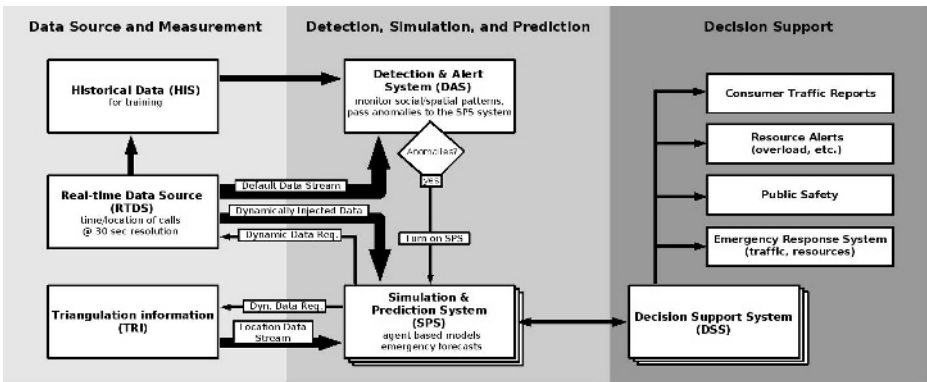 Data Source and Measurement
Detection, Simulation, and Prediction
Decision Support
Historical Data (HIS)
for training
Detection & Alert
System (DAS)
monitor social/spatial patterns,
pass anomalies to the SPS system
Anomalies?
yes
Turn on SPS
Real-time Data Source
(RTDS)
time/location of calls
@ 30 sec resolution
Default Data Stream
Dynamically Injected Data
Dynamic Data Req.
Triangulation information
(TRI)
Dyn. Data Req.
Location Data
Stream
Simulation &
Prediction System
(SPS)
agent based models
emergency forecasts
Consumer Traffic Reports
Resource Alerts
(overload, etc.)
Public Safety
Emergency Response System
(traffic, resources)
Decision Support System
(DSS)